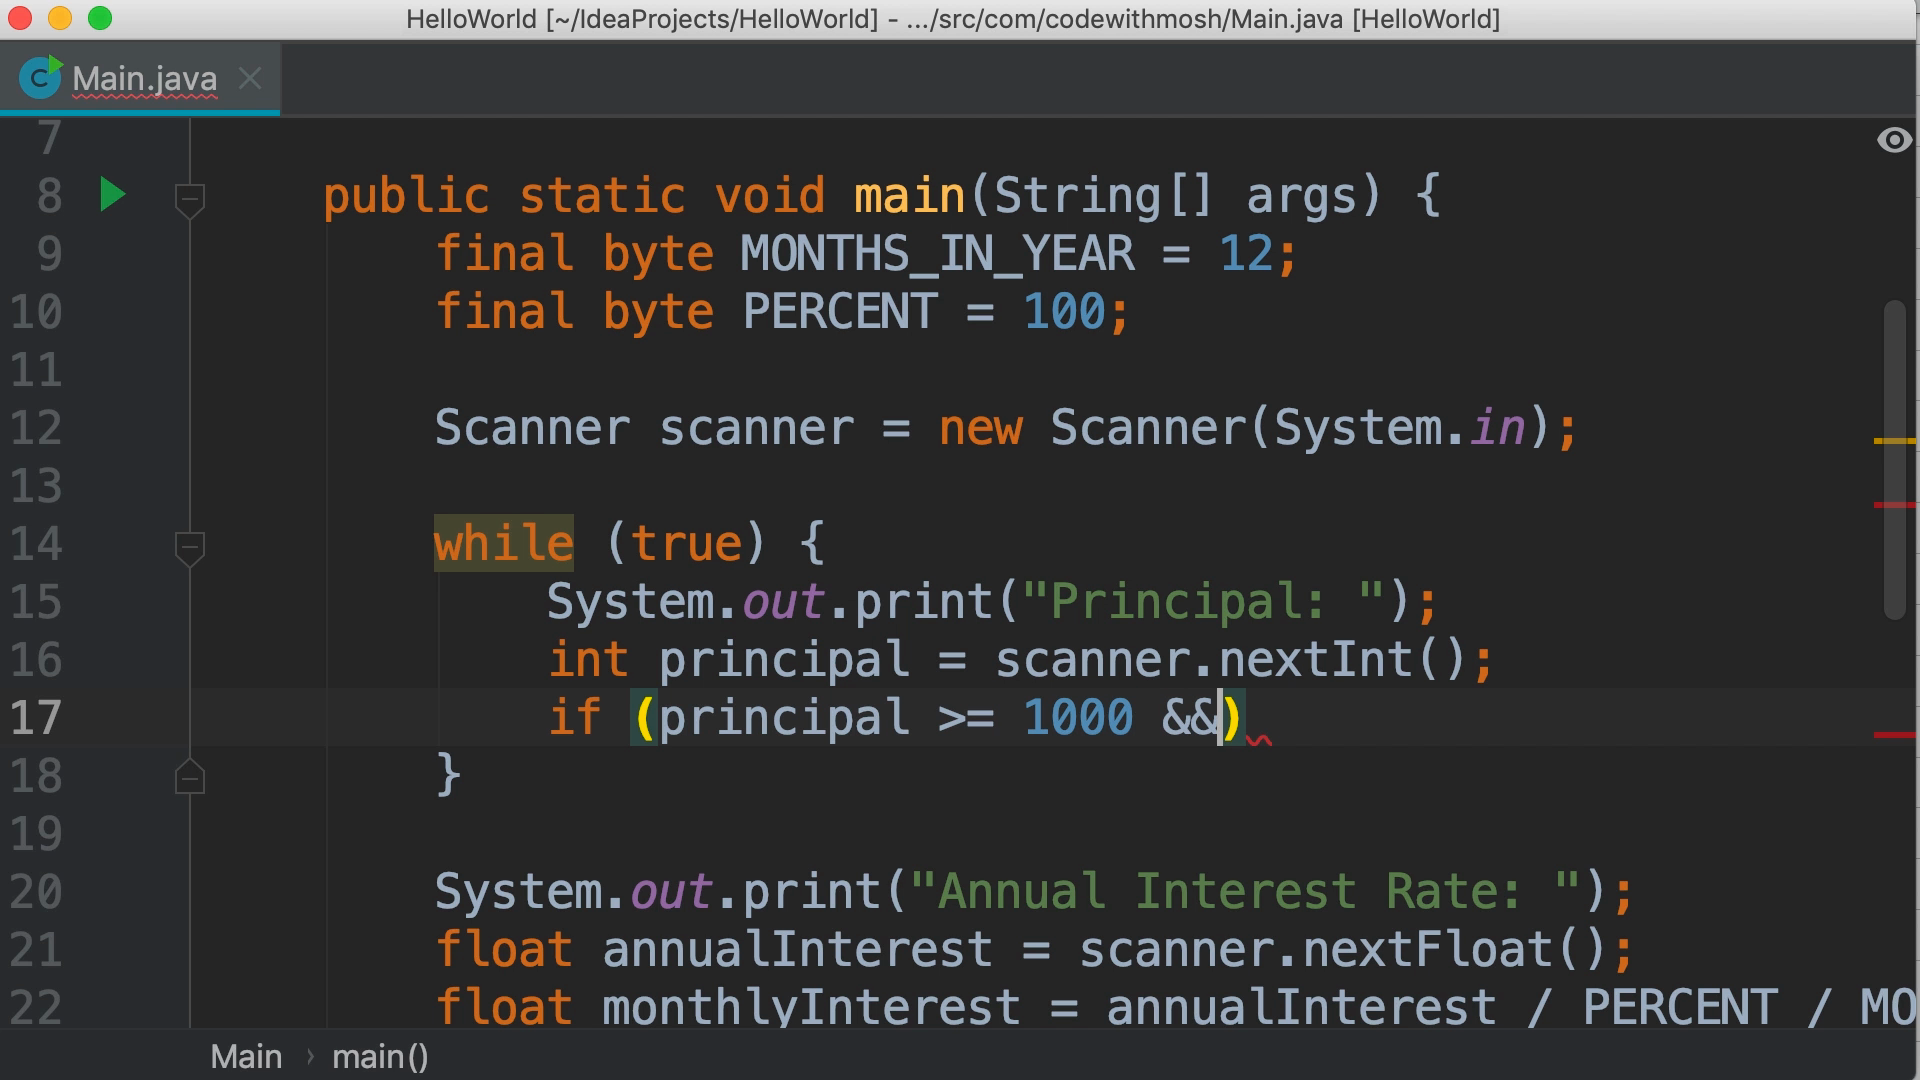 HelloWorld [~/IdeaProjects/HelloWorld] - .../src/com/codewithmosh/Main.java [HelloWorld]
C Main.java
7
8 public static void main(String[] args) {
9 final byte MONTHS_IN_YEAR = 12;
10 final byte PERCENT = 100;
11
12 Scanner scanner = new Scanner(System.in);
13
14 while (true) {
15 System.out.print("Principal: ");
16 int principal = scanner.nextInt();
17 if (principal >= 1000 &&)
18 }
19
20 System.out.print("Annual Interest Rate: ");
21 float annualInterest = scanner.nextFloat();
22 float monthlyInterest = annualInterest / PERCENT / MO
Main › main()